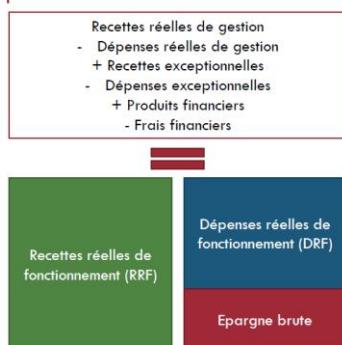 Recettes réelles de gestion
- Dépenses réelles de gestion
+ Recettes exceptionnelles
- Dépenses exceptionnelles
+ Produits financiers
- Frais financiers
=
Recettes réelles de
fonctionnement (RRF)
Dépenses réelles de
fonctionnement (DRF)
Epargne brute